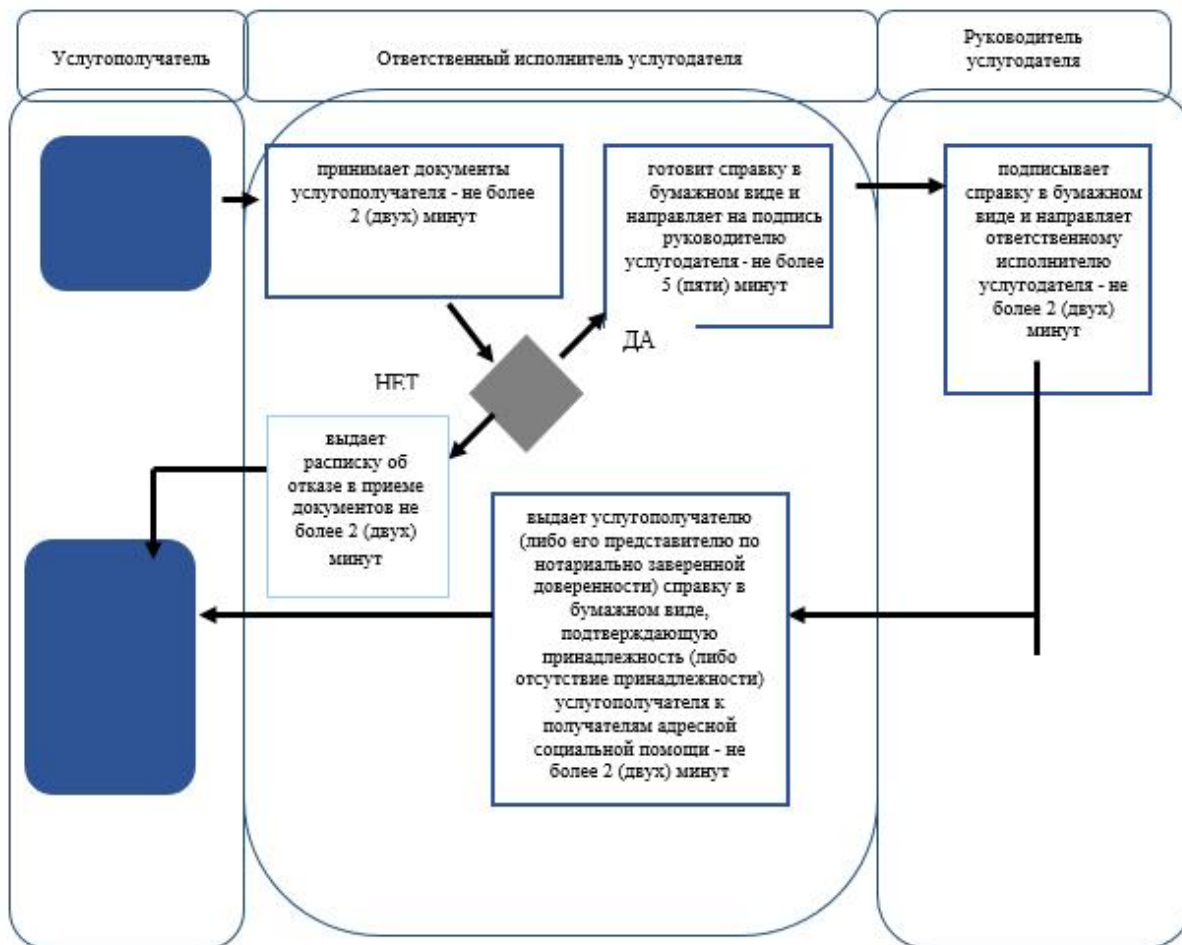 Услугополучатель
Ответственный исполнитель услугодателя
Руководитель
услугодателя
принимает документы
услугополучателя - не более
2 (двух) минут
готовит справку в
бумажном виде и
направляет на подпись
руководителю
услугодателя - не более
5 (пяти) минут
подписывает
справку в бумажном
виде и направляет
ответственному
исполнителю
услугодателя - не
более 2 (двух)
минут
ДА
НЕТ
выдает
расписку об
отказе в приеме
документов не
более 2 (двух)
минут
выдает услугополучателю
(либо его представителю по
нотариально заверенной
доверенности) справку в
бумажном виде,
подтверждающую
принадлежность (либо
отсутствие принадлежности)
услугополучателя к
получателям адресной
социальной помощи - не
более 2 (двух) минут